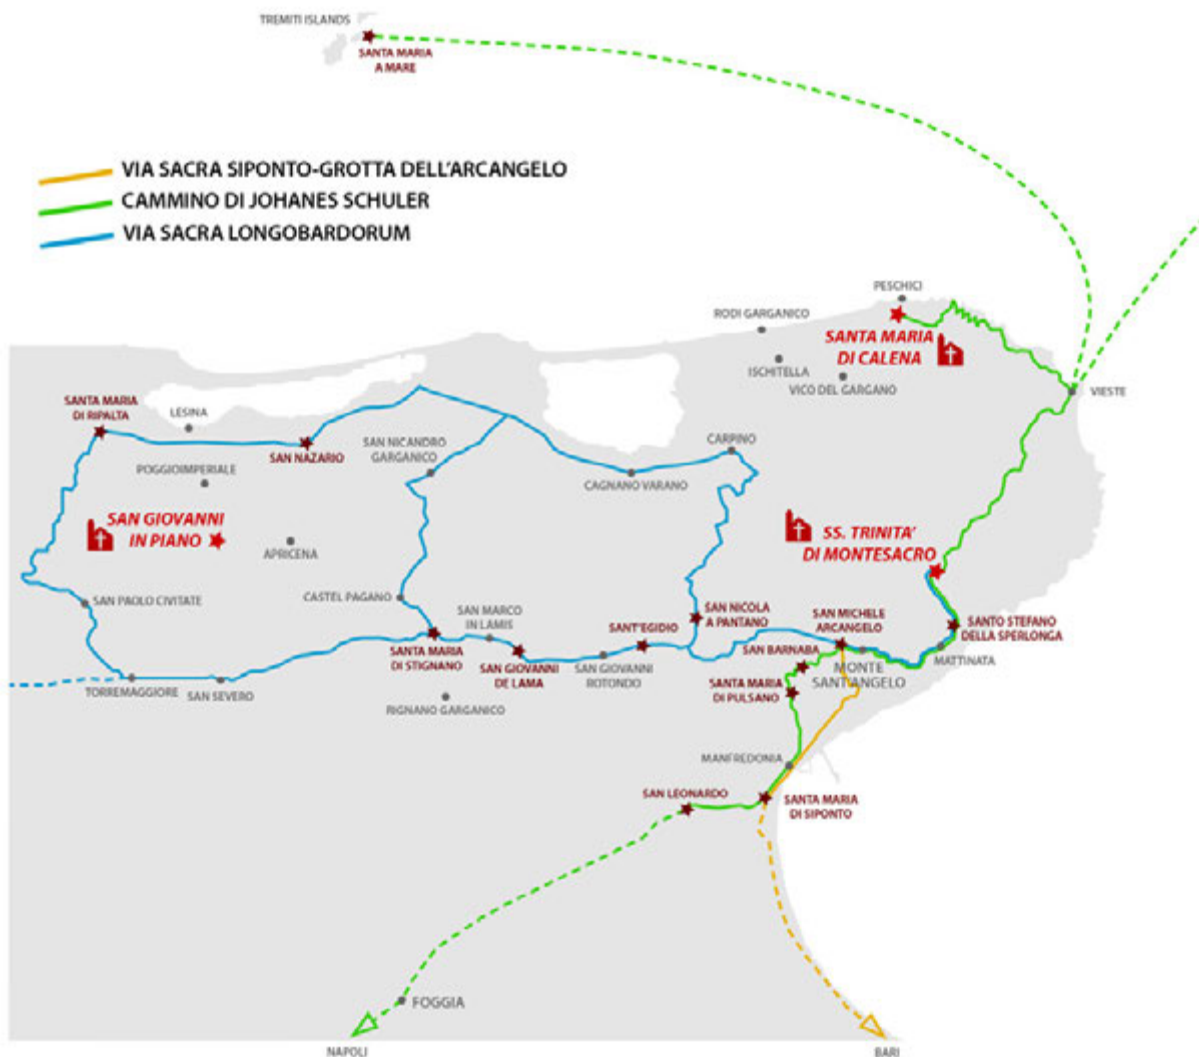 TREMITI ISLANDS
SANTA MARIA
A MARE
VIA SACRA SIPONTO-GROTTA DELL'ARCANGELO
CAMMINO DI JOHANES SCHULER
VIA SACRA LONGOBARDORUM
PESCHICI
RODI GARGANICO
SANTA MARIA
DI CALENA
ISCHITELLA
VICO DEL GARGANO
VIESTE
SANTA MARIA
DI RIPALTA
LESINA
SAN NICANDRO
GARGANICO
CARPINO
SAN NAZARIO
POGGIOIMPERIALE
CAGNANO VARANO
SAN GIOVANNI
IN PIANO
APRICENA
SS. TRINITA'
DI MONTESACRO
SAN PAOLO CIVITATE
CASTEL PAGANO
SAN MARCO
IN LAMIS
SANT'EGIDIO
SAN NICOLA
A PANTANO
SAN MICHELE
ARCANGELO
SANTO STEFANO
DELLA SPERLONGA
SANTA MARIA
DI STIGNANO
SAN GIOVANNI
DE LAMA
SAN GIOVANNI
ROTONDO
SAN BARNABA
MONTE
SANT'ANGELO
MATTINATA
TORREMAGGIORE
SAN SEVERO
RIGNANO GARGANICO
SANTA MARIA
DI PULSANO
MANFREDONIA
SAN LEONARDO
SANTA MARIA
DI SIPONTO
FOGGIA
NAPOLI
BARI